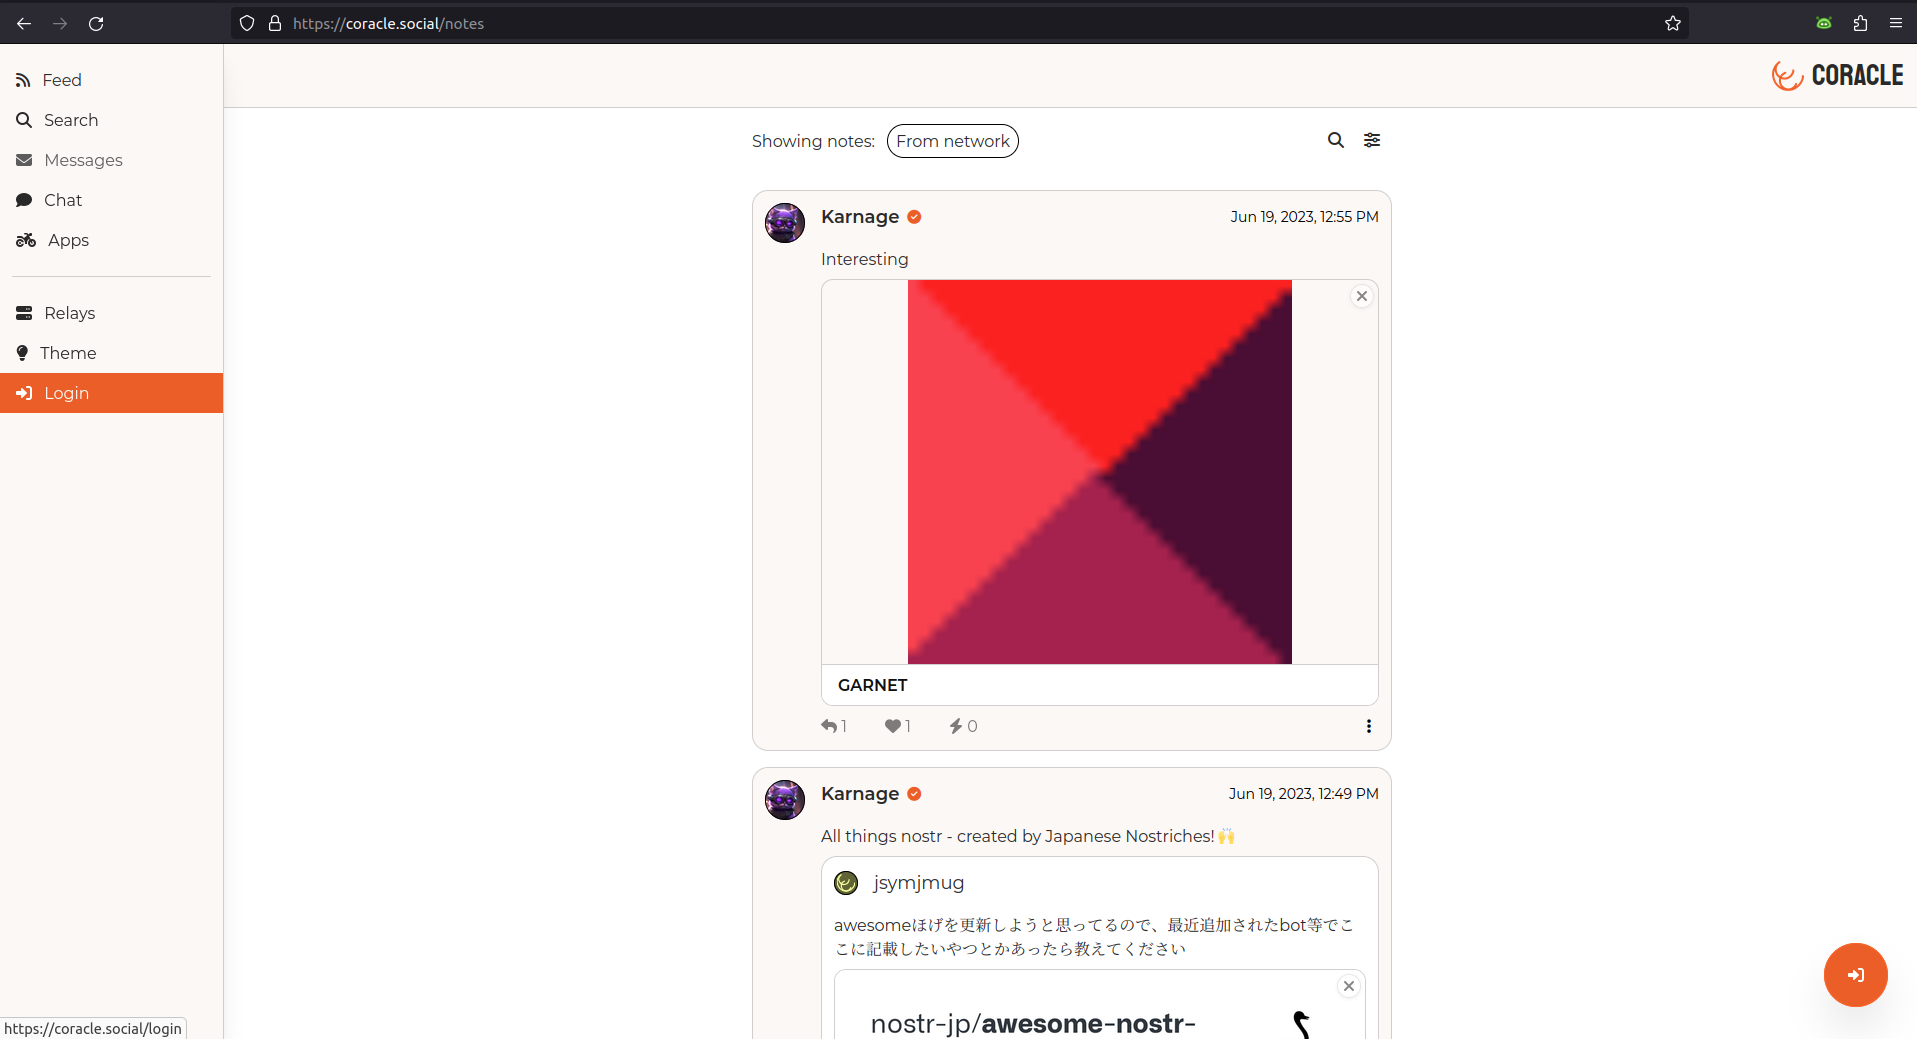 https://coracle.social/notes
Feed
Search
Messages
Chat
Apps
Relays
Theme
Login
CORACLE
Showing notes: From network
Karnage
Jun 19, 2023, 12:55 PM
Interesting
GARNET
1
1
0
Karnage
Jun 19, 2023, 12:49 PM
All things nostr - created by Japanese Nostriches!🙌
jsymjmug
awesomeほげを更新しようと思ってるので、最近追加されたbot等でこ
こに記載したいやつとかあったら教えてください
nostr-jp/awesome-nostr-
https://coracle.social/login